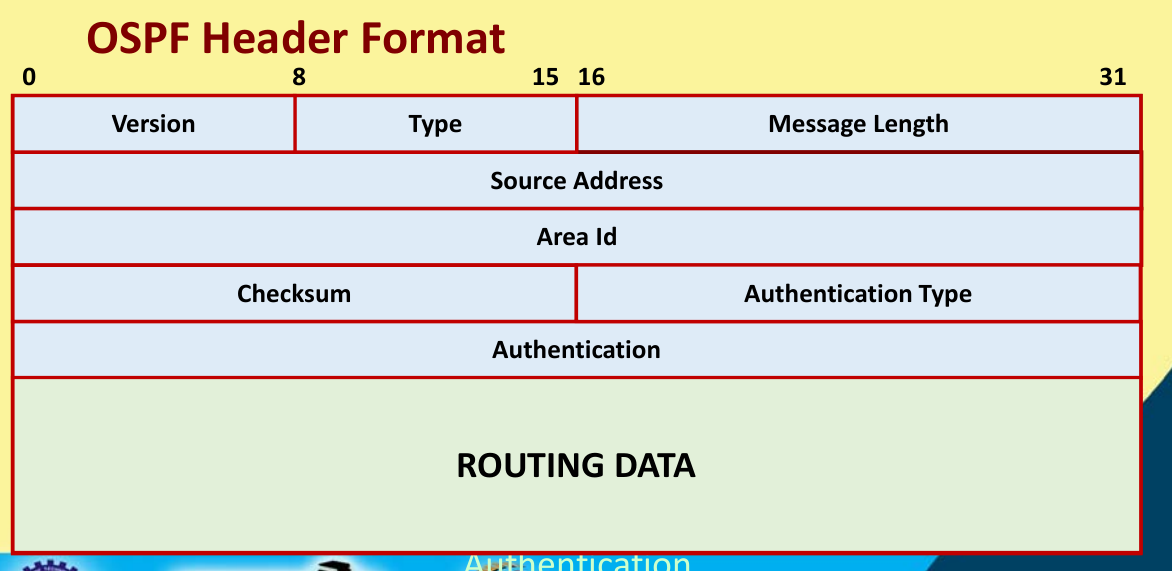 OSPF Header Format
0 8 15 16 31
Version Type Message Length
Source Address
Area Id
Checksum Authentication Type
Authentication
ROUTING DATA
Authentication